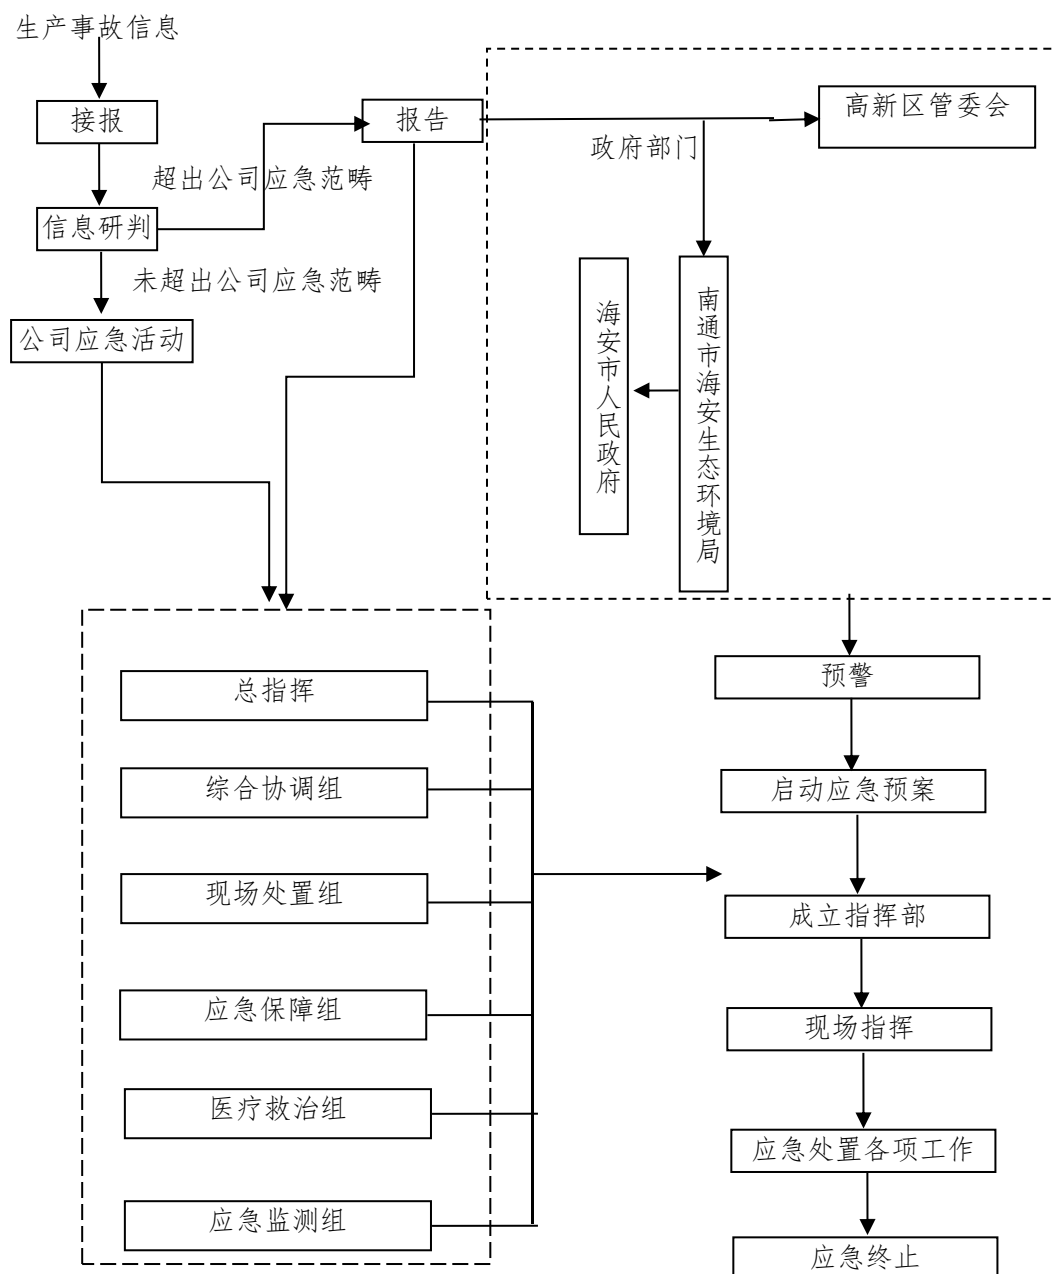 生产事故信息
接报
报告
高新区管委会
政府部门
超出公司应急范畴
信息研判
未超出公司应急范畴
公司应急活动
海安市人民政府
南通市海安生态环境局
总指挥
综合协调组
现场处置组
应急保障组
医疗救治组
应急监测组
预警
启动应急预案
成立指挥部
现场指挥
应急处置各项工作
应急终止